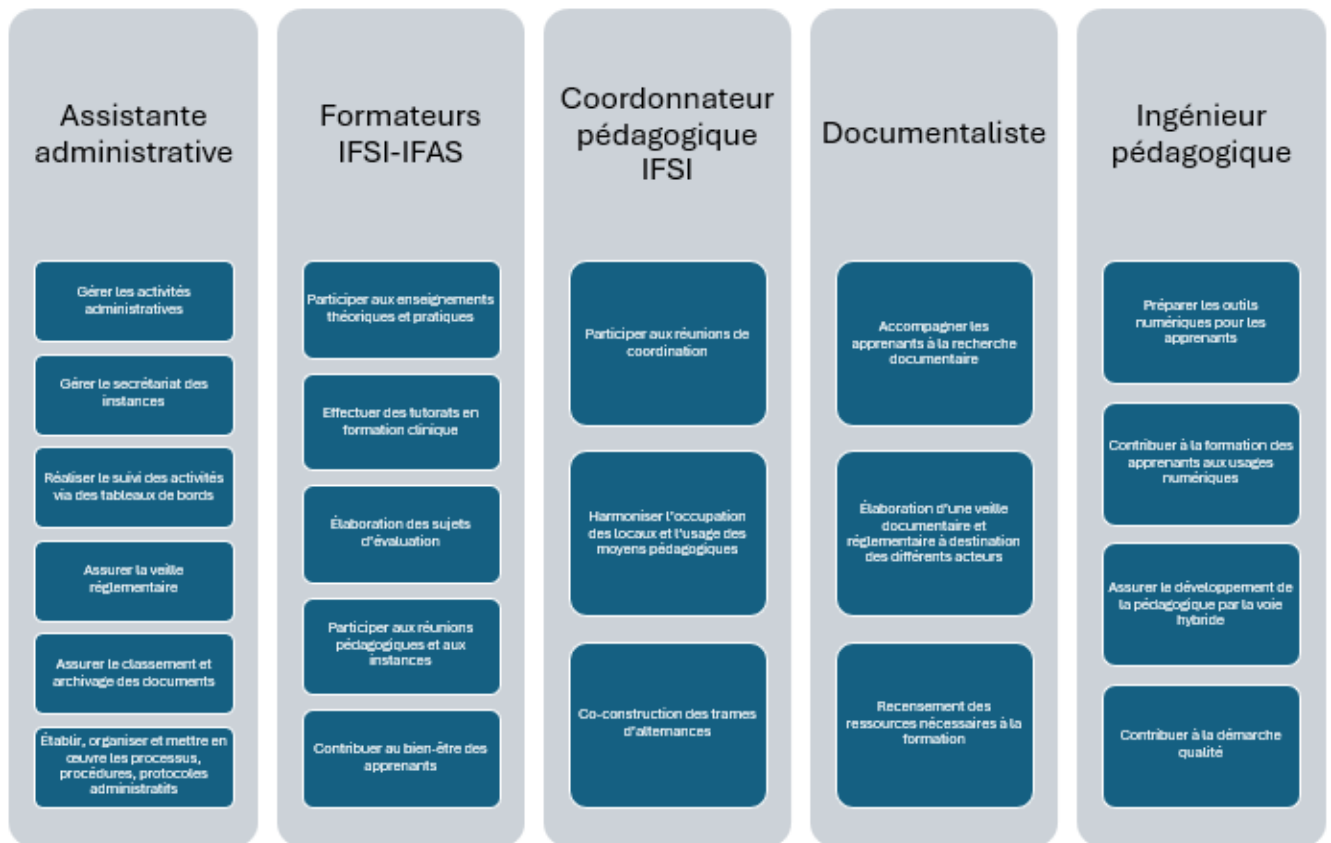 Assistante
administrative
Gérer les activités
administratives
Gérer le secrétariat des
instances
Réaliser le suivi des activités
via des tableaux de bords
Assurer la veille
réglementaire
Assurer le classement et
archivage des documents
Établir, organiser et mettre en
œuvre les processus,
procédures, protocoles
administratifs
Formateurs
IFSI-IFAS
Participer aux enseignements
théoriques et pratiques
Effectuer des tutorats en
formation clinique
Élaboration des sujets
d'évaluation
Participer aux réunions
pédagogiques et aux
instances
Contribuer au bien-être des
apprenants
Coordonnateur
pédagogique
IFSI
Participer aux réunions de
coordination
Harmoniser l'occupation
des locaux et l'usage des
moyens pédagogiques
Co-construction des trames
d'alternances
Documentaliste
Accompagner les
apprenants à la recherche
documentaire
Élaboration d'une veille
documentaire et
réglementaire à destination
des différents acteurs
Recensement des
ressources nécessaires à la
formation
Ingénieur
pédagogique
Préparer les outils
numériques pour les
apprenants
Contribuer à la formation des
apprenants aux usages
numériques
Assurer le développement de
la pédagogique par la voie
hybride
Contribuer à la démarche
qualité